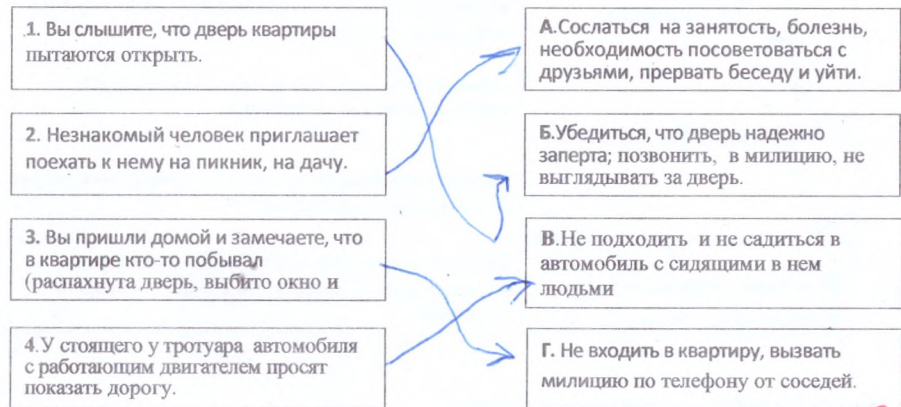 1. Вы слышите, что дверь квартиры
пытаются открыть.
2. Незнакомый человек приглашает
поехать к нему на пикник, на дачу.
3. Вы пришли домой и замечаете, что
в квартире кто-то побывал
(распахнута дверь, выбито окно и
4.У стоящего у тротуара автомобиля
с работающим двигателем просят
показать дорогу.
А.Сослаться на занятость, болезнь,
необходимость посоветоваться с
друзьями, прервать беседу и уйти.
Б.Убедиться, что дверь надежно
заперта; позвонить, в милицию, не
выглядывать за дверь.
В.Не подходить и не садиться в
автомобиль с сидящими в нем
людьми
Г. Не входить в квартиру, вызвать
милицию по телефону от соседей.